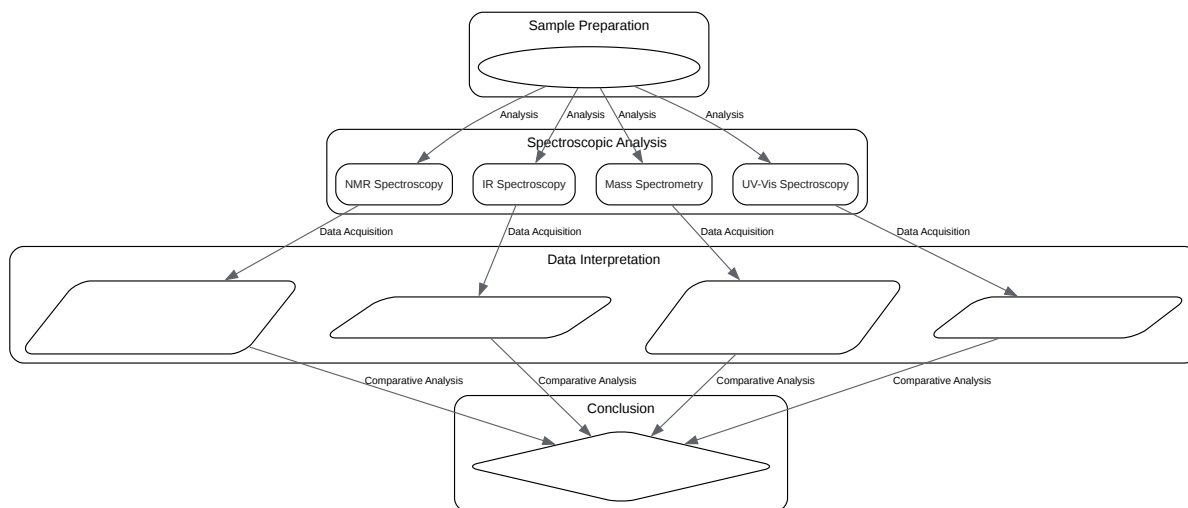 Sample Preparation
Analysis Analysis Analysis Analysis
Spectroscopic Analysis
NMR Spectroscopy IR Spectroscopy Mass Spectrometry UV-Vis Spectroscopy
Data Acquisition Data Acquisition Data Acquisition Data Acquisition
Data Interpretation
Comparative Analysis Comparative Analysis Comparative Analysis Comparative Analysis
Conclusion